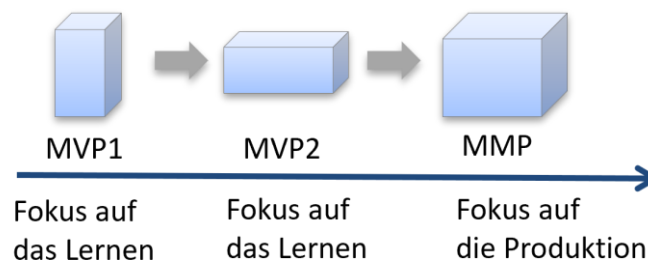 MVP1
MVP2
MMP
Fokus auf
das Lernen
Fokus auf
das Lernen
Fokus auf
die Produktion